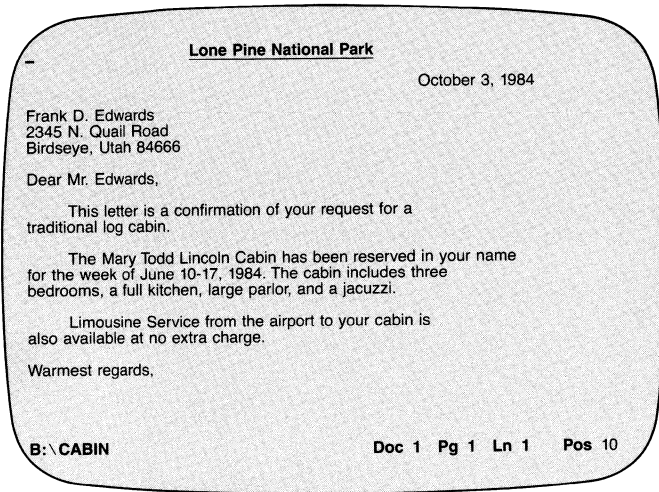 Lone Pine National Park
October 3, 1984
Frank D. Edwards
2345 N. Quail Road
Birdseye, Utah 84666
Dear Mr. Edwards,
This letter is a confirmation of your request for a
traditional log cabin.
The Mary Todd Lincoln Cabin has been reserved in your name
for the week of June 10-17, 1984. The cabin includes three
bedrooms, a full kitchen, large parlor, and a jacuzzi.
Limousine Service from the airport to your cabin is
also available at no extra charge.
Warmest regards,
B:\CABIN Doc 1 Pg 1 Ln 1 Pos 10